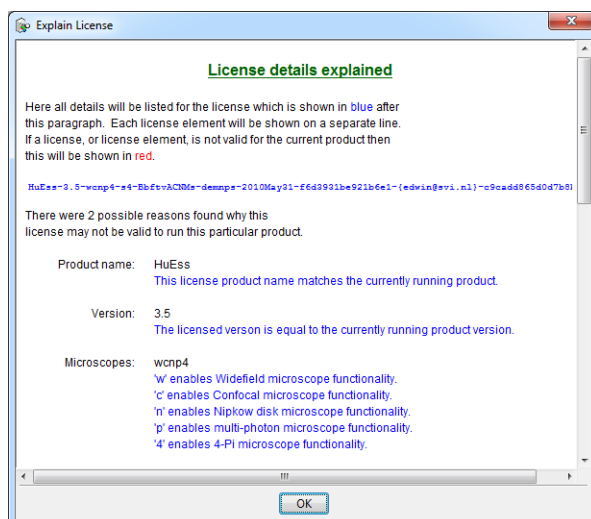 Explain License
License details explained
Here all details will be listed for the license which is shown in blue after
this paragraph. Each license element will be shown on a separate line.
If a license, or license element, is not valid for the current product then
this will be shown in red.
HuEss-3.5-wcnp4-s4-BbftvACNMs-demnps-2010May31-f6d3931be921b6e1-{edwin@svi.nl}-c9cadd865d0d7b8
There were 2 possible reasons found why this
license may not be valid to run this particular product.
Product name: HuEss
This license product name matches the currently running product.
Version: 3.5
The licensed verson is equal to the currently running product version.
Microscopes: wcnp4
'w' enables Widefield microscope functionality.
'c' enables Confocal microscope functionality.
'n' enables Nipkow disk microscope functionality.
'p' enables multi-photon microscope functionality.
'4' enables 4-Pi microscope functionality.
OK